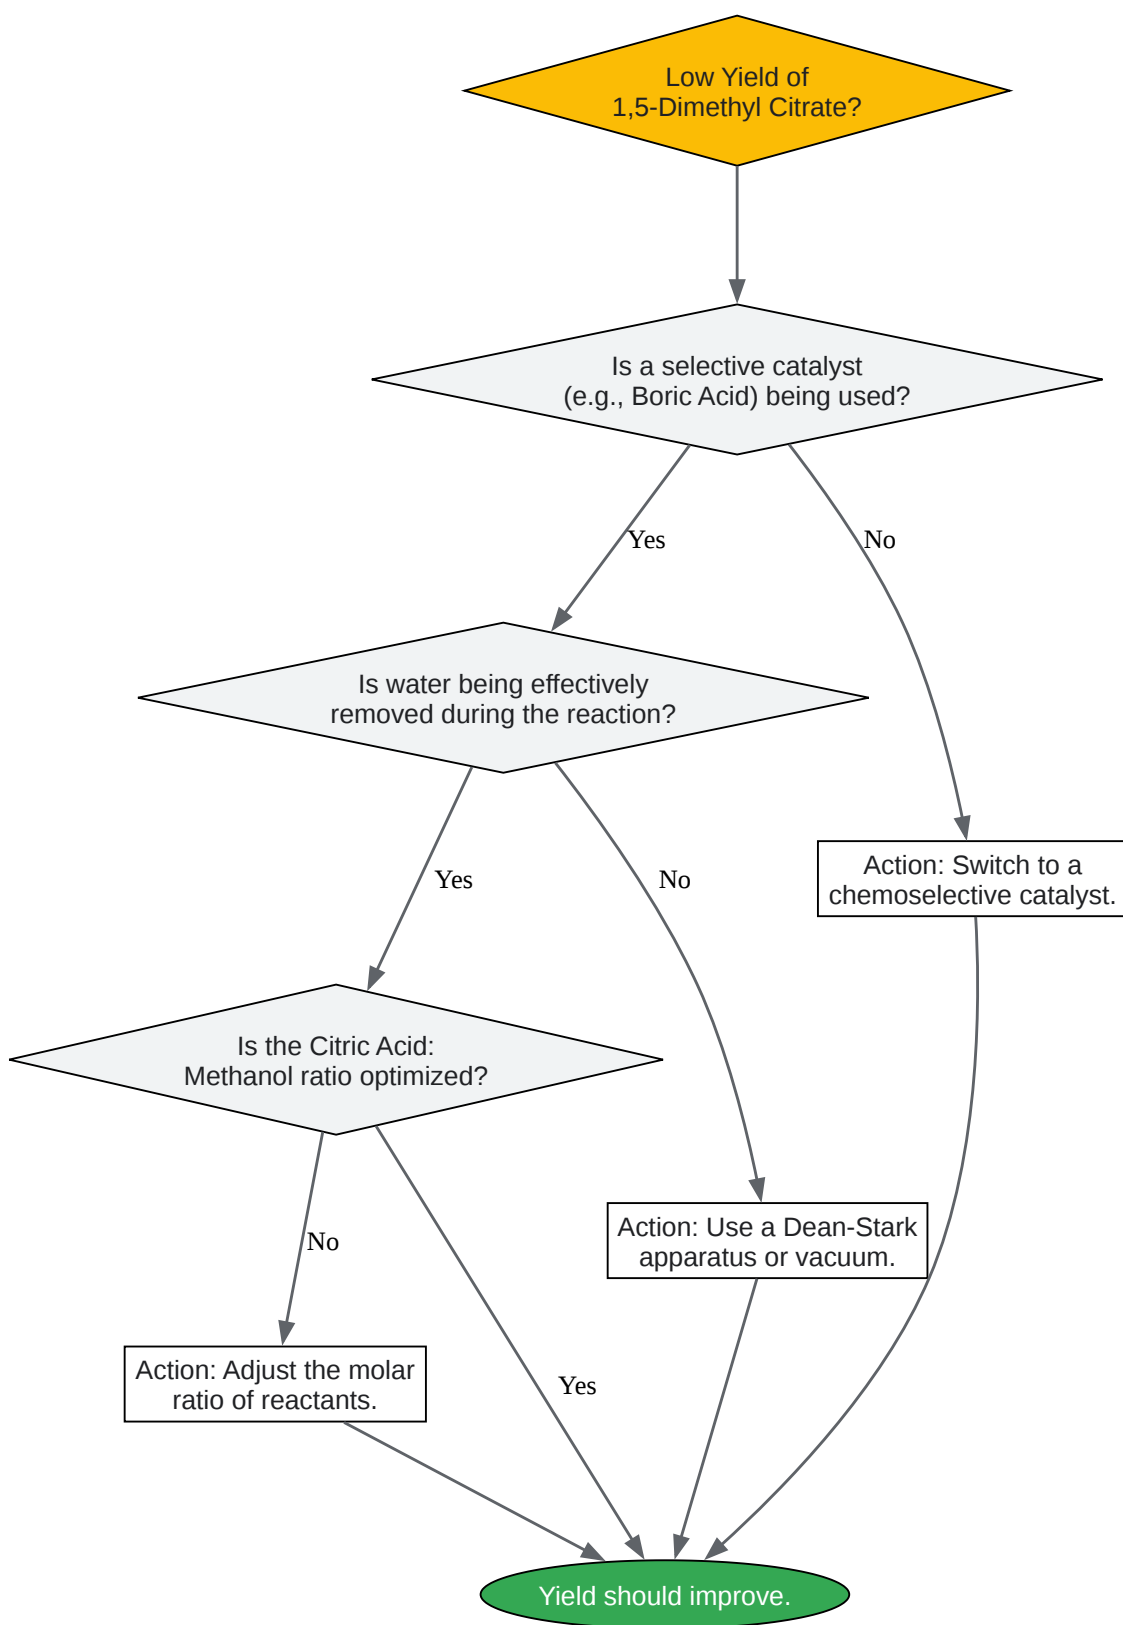 Low Yield of
1,5-Dimethyl Citrate?
Is a selective catalyst
(e.g., Boric Acid) being used?
Yes
No
Is water being effectively
removed during the reaction?
Yes
No
Action: Switch to a
chemoselective catalyst.
Is the Citric Acid:
Methanol ratio optimized?
No
Yes
Action: Use a Dean-Stark
apparatus or vacuum.
Action: Adjust the molar
ratio of reactants.
Yield should improve.